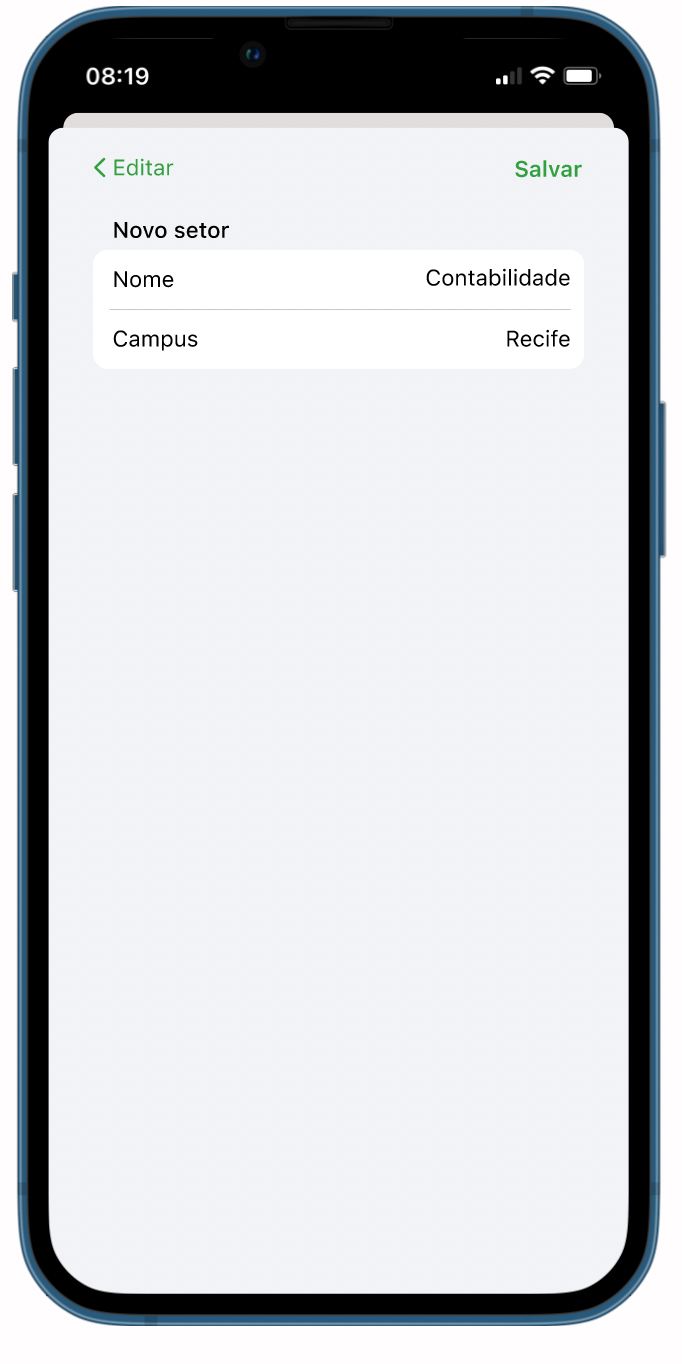 08:19
Editar
Salvar
Novo setor
Nome
Contabilidade
Campus
Recife